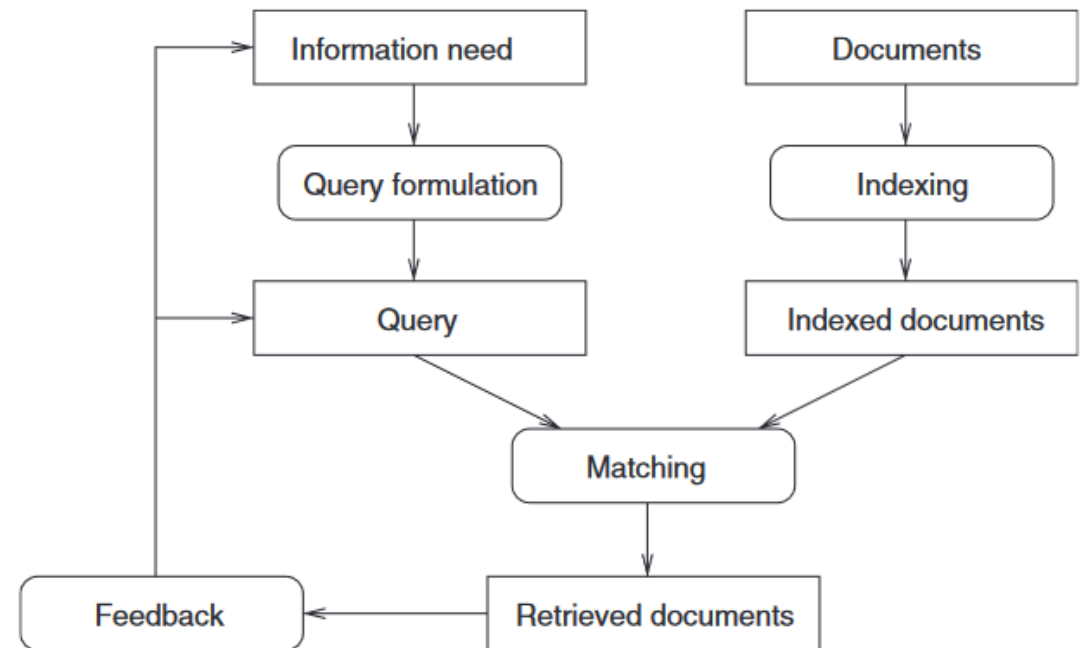 Information need
Documents
Query formulation
Indexing
Query
Indexed documents
Matching
Feedback
Retrieved documents